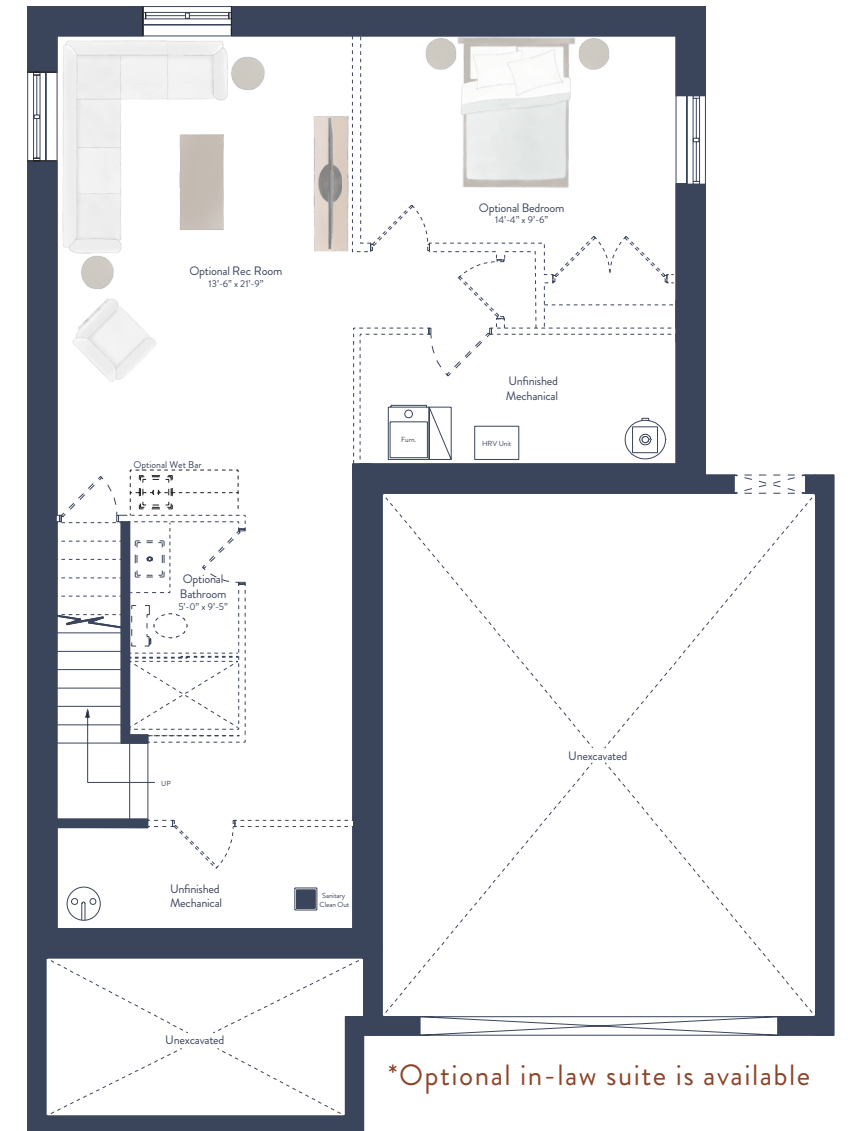 Optional Bedroom
14'-4" x 9'-6"
Optional Rec Room
13'-6" x 21'-9"
Unfinished
Mechanical
Furn.
HRV Unit
Optional Wet Bar
Optional
Bathroom
5'-0" x 9'-5"
Unexcavated
UP
Unfinished
Mechanical
Sanitary
Clean Out
Unexcavated
*Optional in-law suite is available